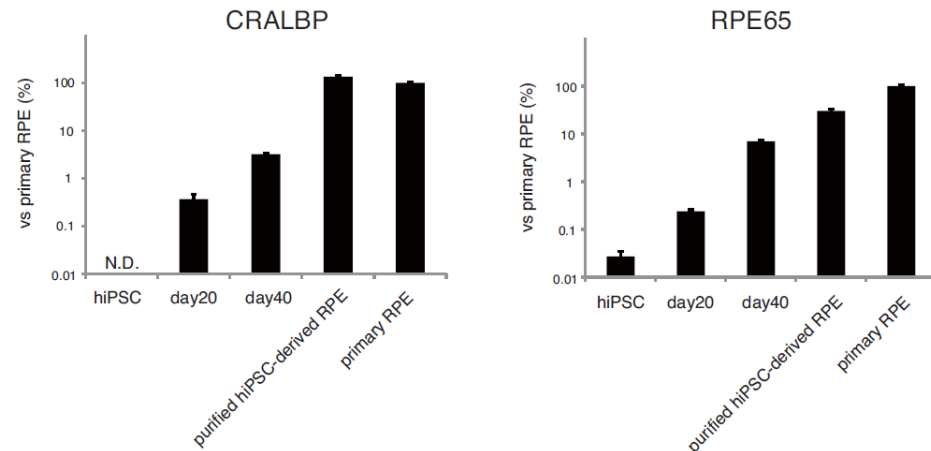 CRALBP
vs primary RPE (%)
100
10
1
0.1
0.01
N.D.
hiPSC
day20
day40
purified hiPSC-derived RPE
primary RPE
RPE65
vs primary RPE (%)
100
10
1
0.1
0.01
hiPSC
day20
day40
purified hiPSC-derived RPE
primary RPE